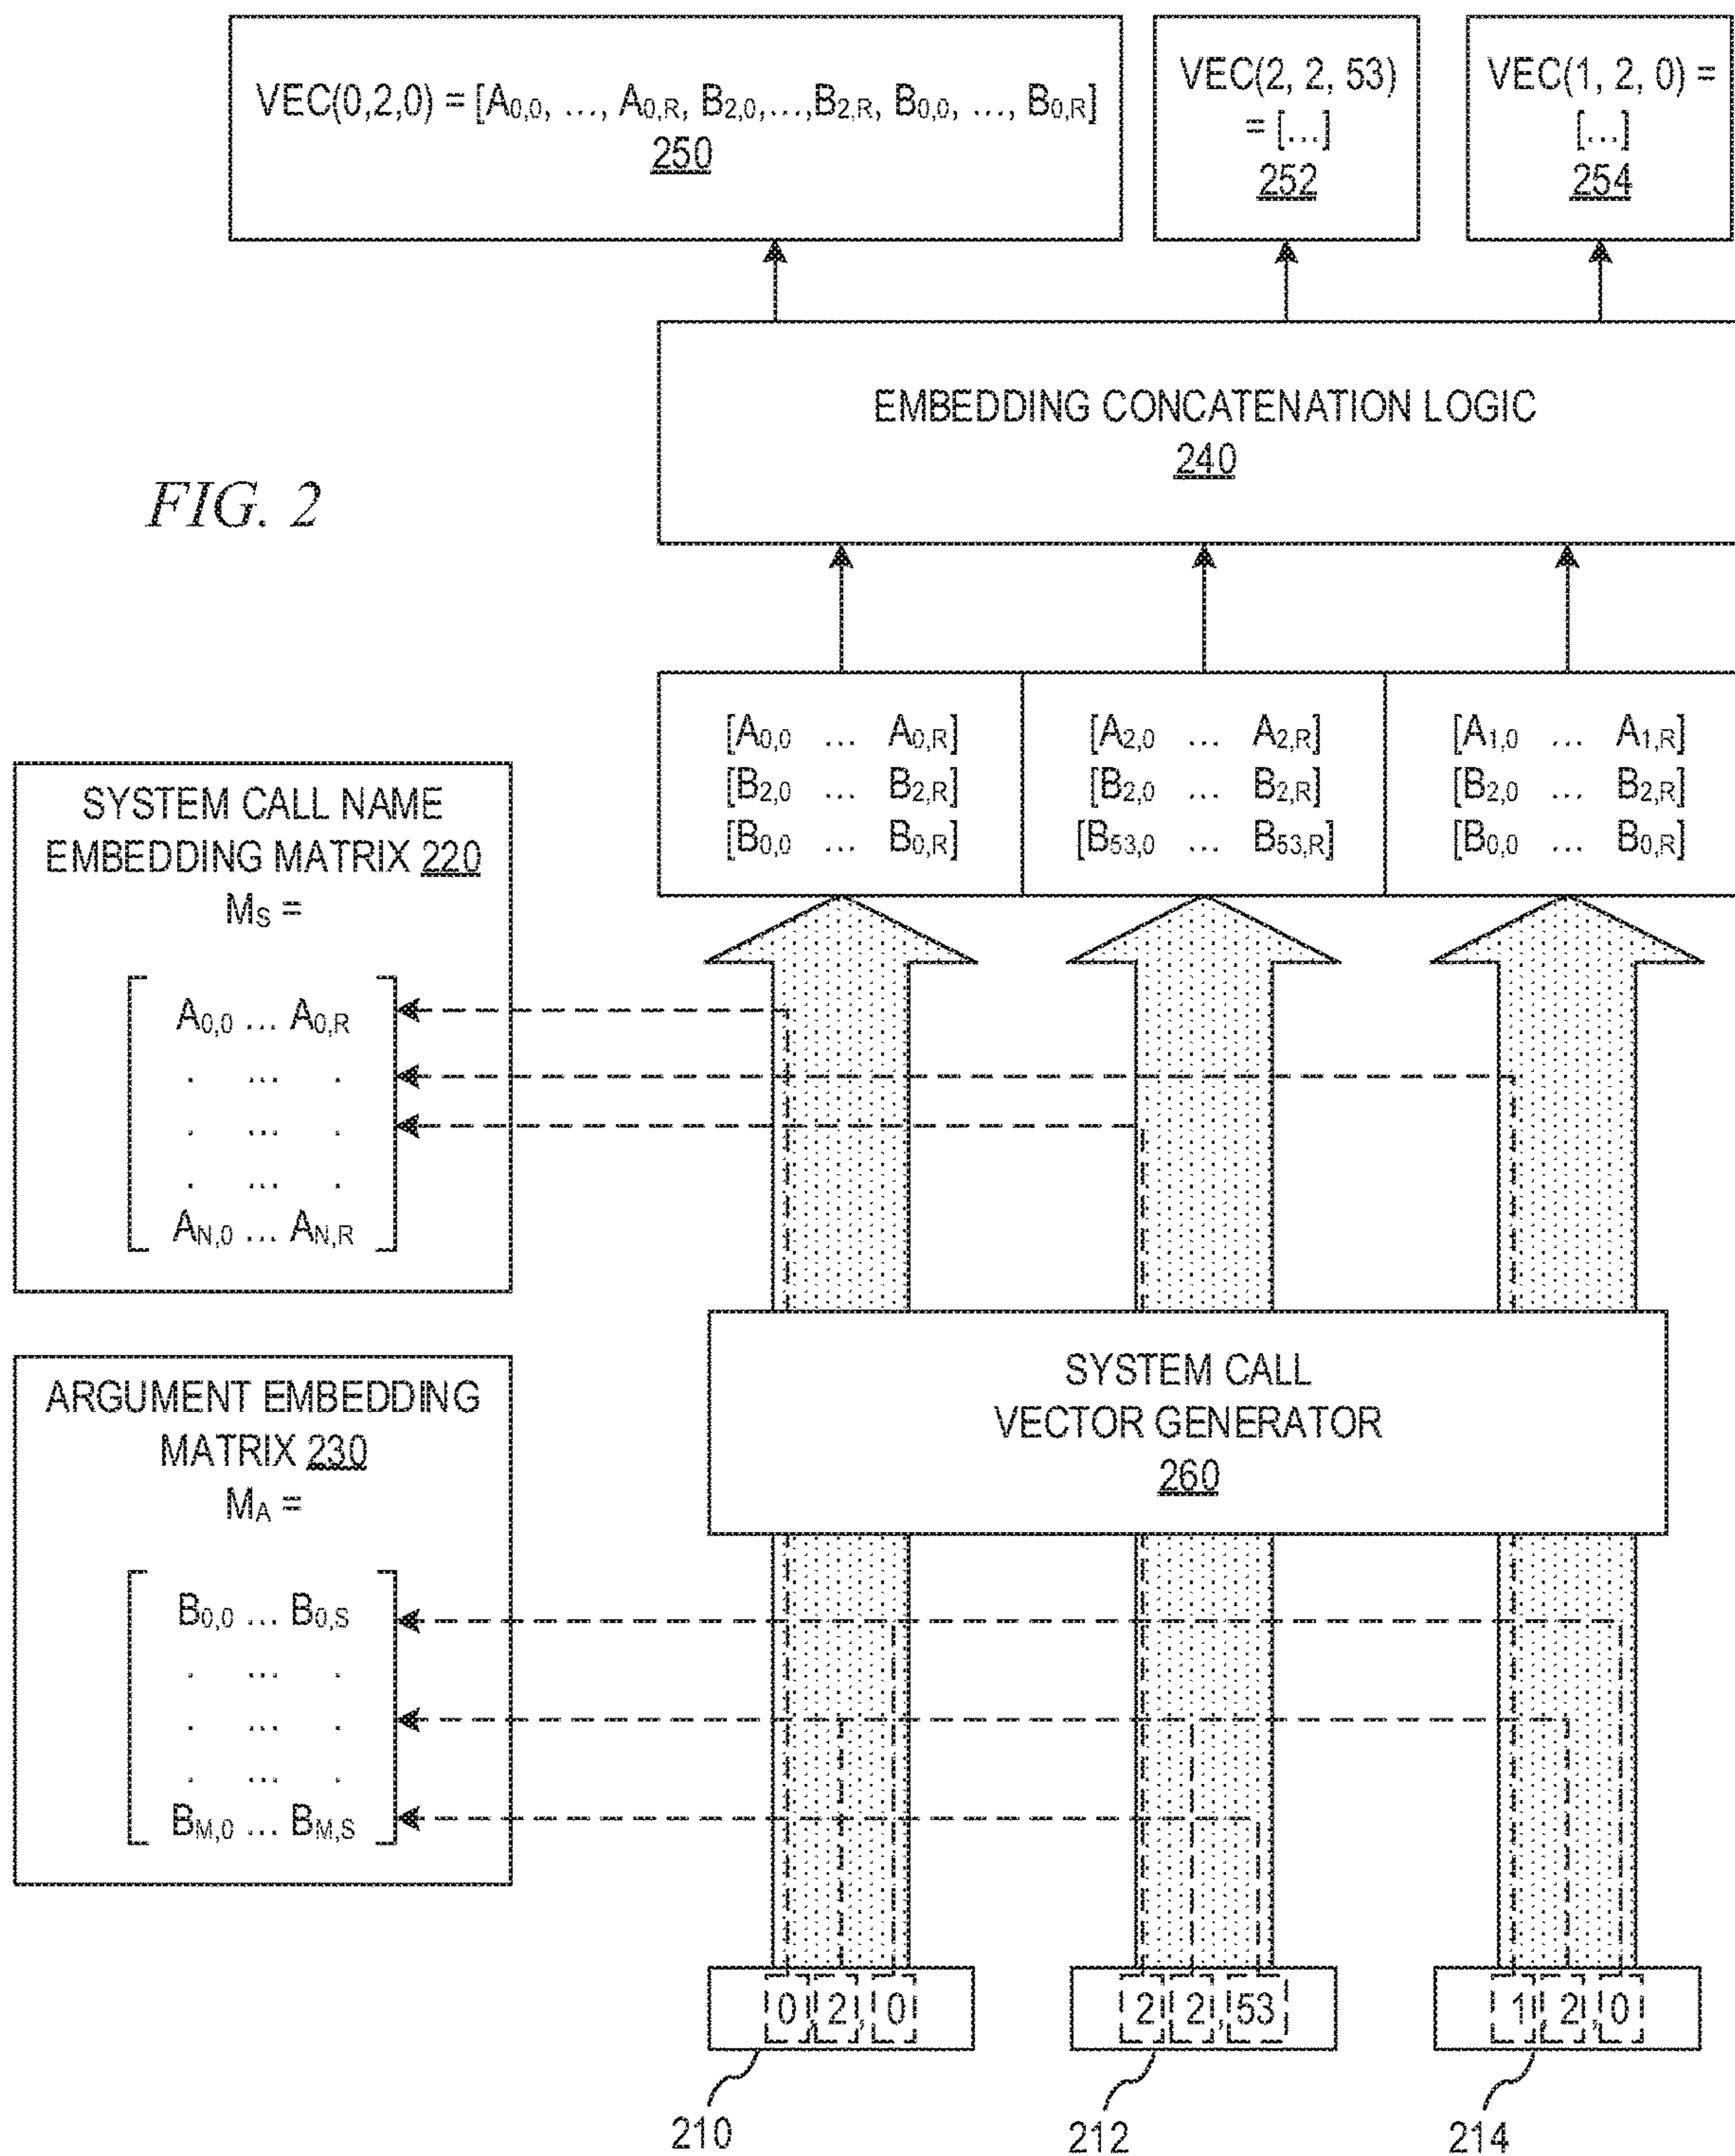 VEC(0,2,0) = [A0,0, ..., A0,R, B2,0,...,B2,R, B0,0, ..., B0,R]
250
VEC(2, 2, 53)
= [...]
252
VEC(1, 2, 0) =
[...]
254
EMBEDDING CONCATENATION LOGIC
240
FIG. 2
[A0,0 ... A0,R]
[B2,0 ... B2,R]
[B0,0 ... B0,R]
[A2,0 ... A2,R]
[B2,0 ... B2,R]
[B53,0 ... B53,R]
[A1,0 ... A1,R]
[B2,0 ... B2,R]
[B0,0 ... B0,R]
SYSTEM CALL NAME
EMBEDDING MATRIX 220
MS =
A0,0 ... A0,R
. ... .
. ... .
. ... .
AN,0 ... AN,R
SYSTEM CALL
VECTOR GENERATOR
260
ARGUMENT EMBEDDING
MATRIX 230
MA =
B0,0 ... B0,S
. ... .
. ... .
. ... .
BM,0 ... BM,S
0, 2, 0
2, 2, 53
1, 2, 0
210
212
214